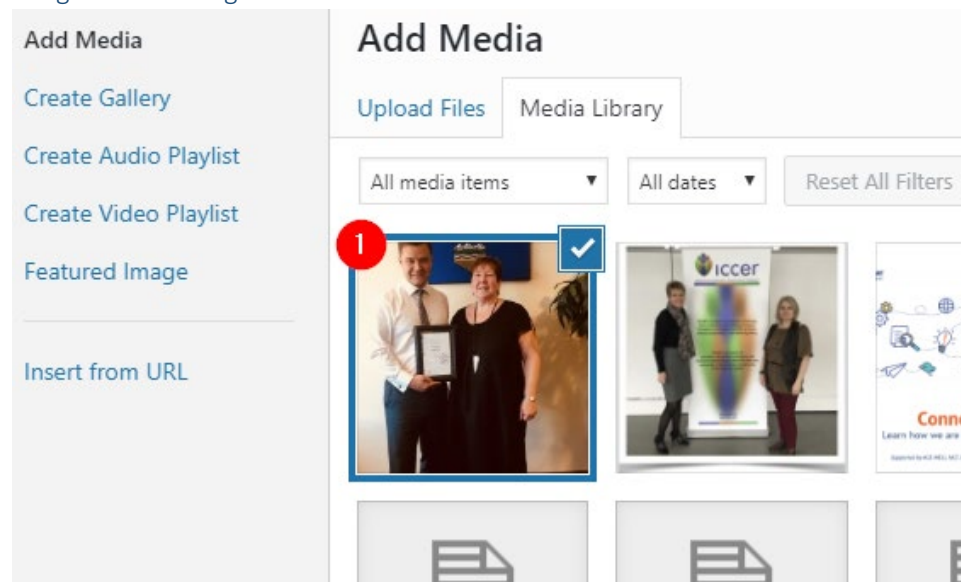 Add Media
Create Gallery
Create Audio Playlist
Create Video Playlist
Featured Image
Insert from URL
Add Media
Upload Files
Media Library
All media items
All dates
Reset All Filters
1
iccer
Conn
Learn how we are